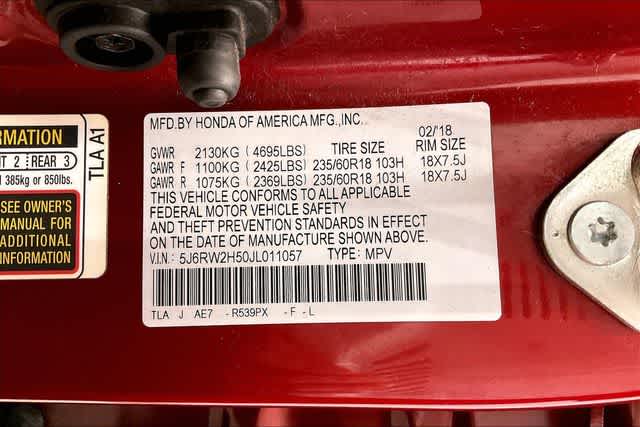 RMATION
T 2 REAR 3
385kg or 850lbs.
SEE OWNER'S
MANUAL FOR
ADDITIONAL
INFORMATION
TLA A1
MFD.BY HONDA OF AMERICA MFG.,INC.
02/'18
GVWR 2130KG (4695LBS) TIRE SIZE RIM SIZE
GAWR F 1100KG (2425LBS) 235/60R18 103H 18X7.5J
GAWR R 1075KG (2369LBS) 235/60R18 103H 18X7.5J
THIS VEHICLE CONFORMS TO ALL APPLICABLE
FEDERAL MOTOR VEHICLE SAFETY
AND THEFT PREVENTION STANDARDS IN EFFECT
ON THE DATE OF MANUFACTURE SHOWN ABOVE.
V.I.N.: 5J6RW2H50JL011057 TYPE: MPV
TLA J AE7 - R539PX - F - L